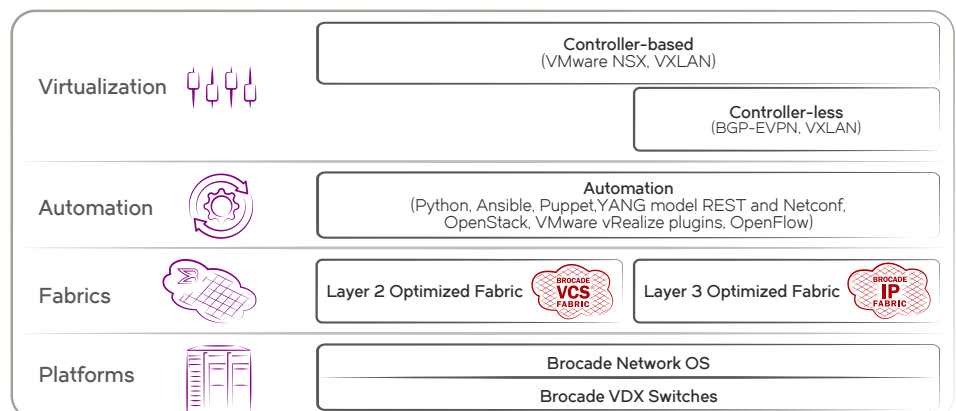 Virtualization
Controller-based
(VMware NSX, VXLAN)
Controller-less
(BGP-EVPN, VXLAN)
Automation
Automation
(Python, Ansible, Puppet,YANG model REST and Netconf,
OpenStack, VMware vRealize plugins, OpenFlow)
Fabrics
Layer 2 Optimized Fabric
BROCADE
VCS
FABRIC
Layer 3 Optimized Fabric
BROCADE
IP
FABRIC
Platforms
Brocade Network OS
Brocade VDX Switches